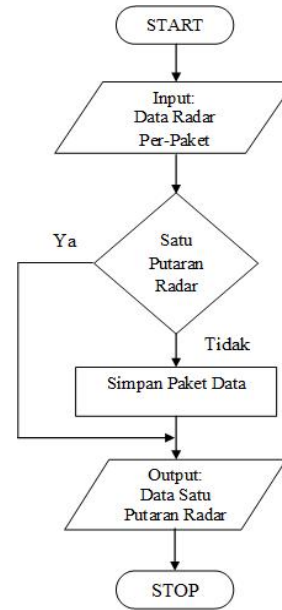 START
Input:
Data Radar
Per-Paket
Ya
Satu
Putaran
Radar
Tidak
Simpan Paket Data
Output:
Data Satu
Putaran Radar
STOP